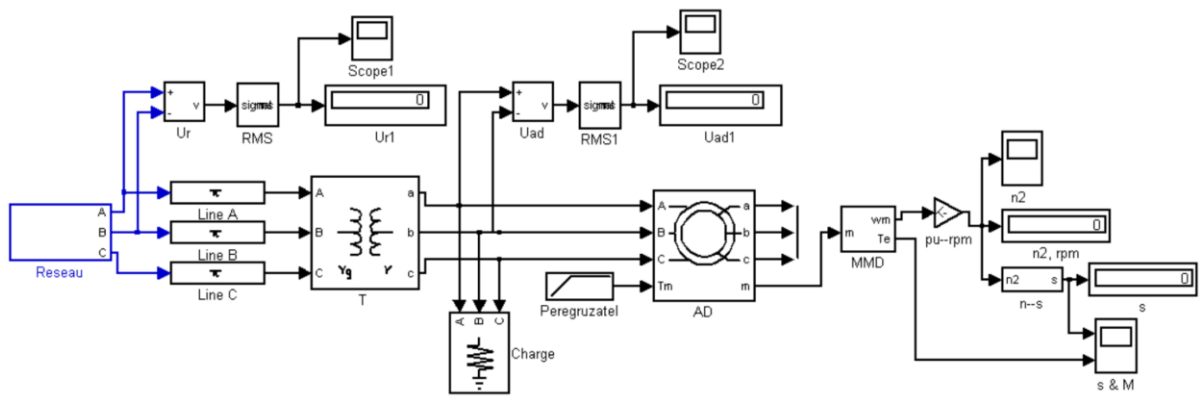 Scope1
Scope2
+
-
v
Ur
RMS
0
Ur1
+
-
v
Uad
RMS1
0
Uad1
A
B
C
Reseau
Line A
Line B
Line C
A
B
C
a
b
c
Yg
Y
T
A
B
C
Charge
Peregruzatel
A
B
C
Tm
a
b
c
m
AD
m
wm
Te
MMD
K-
pu--rpm
n2
0
n2, rpm
n2
s
n--s
0
s
s & M